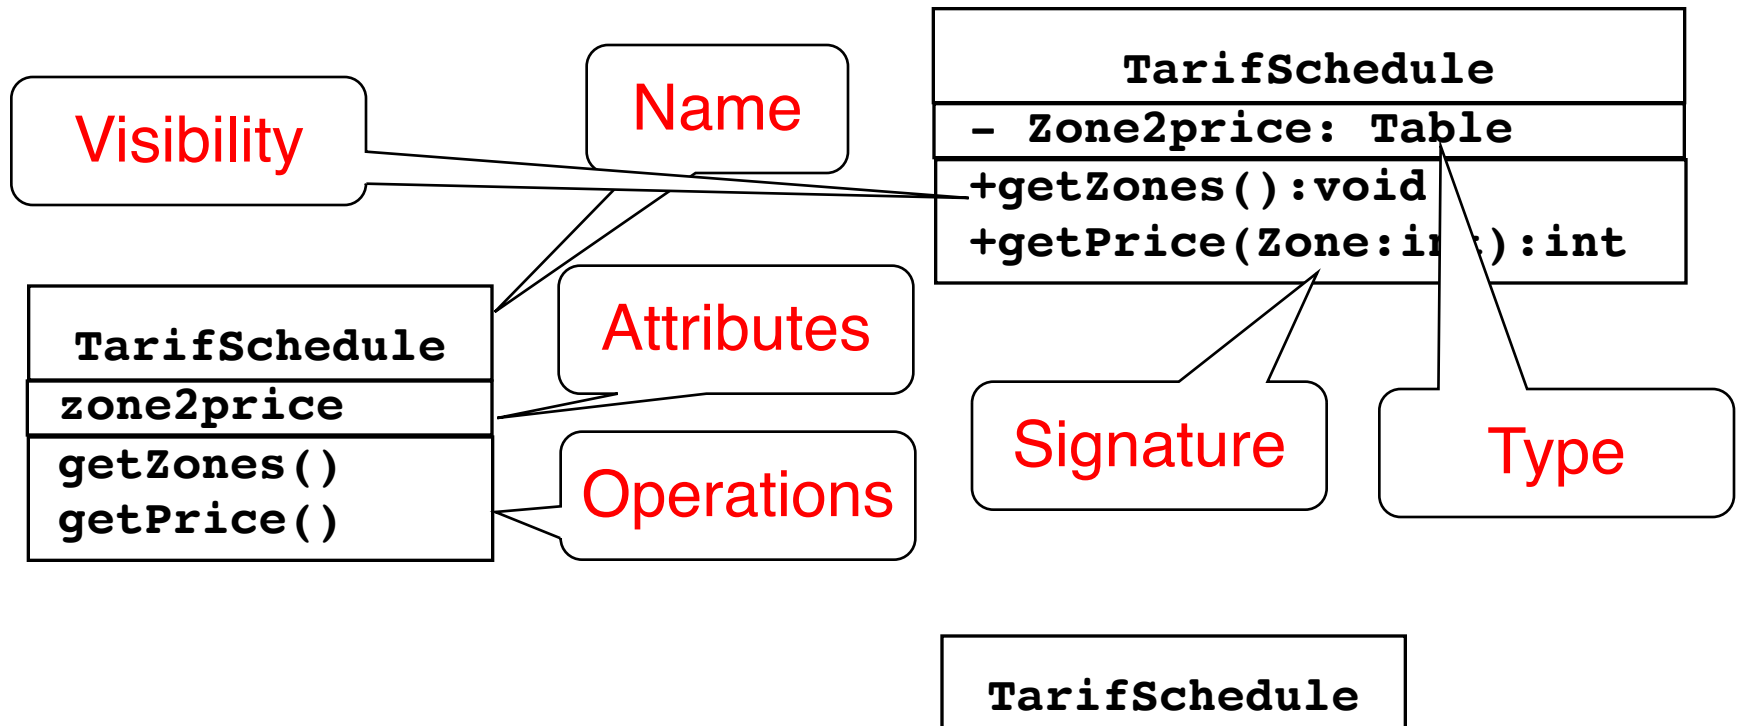 Visibility
Name
TarifSchedule
- Zone2price: Table
+getZones():void
+getPrice(Zone:int):int
TarifSchedule
zone2price
getZones()
getPrice()
Attributes
Operations
Signature
Type
TarifSchedule